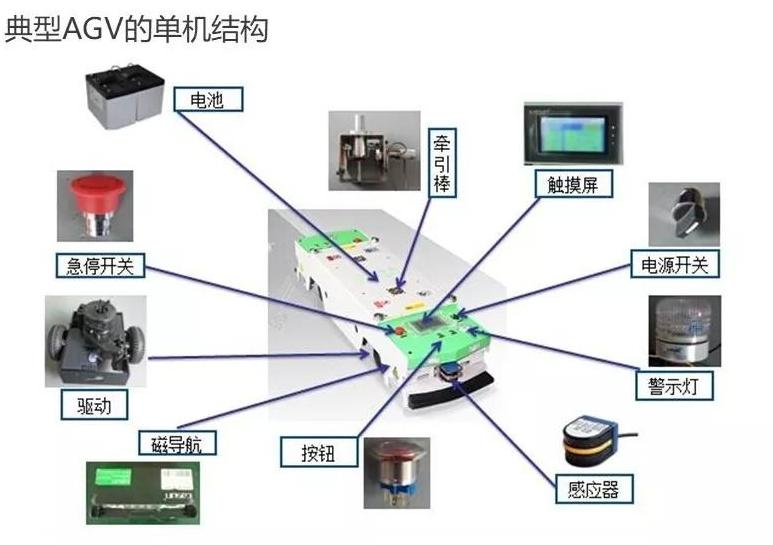 典型AGV的单机结构
电池
牵引棒
触摸屏
急停开关
电源开关
驱动
警示灯
磁导航
按钮
感应器